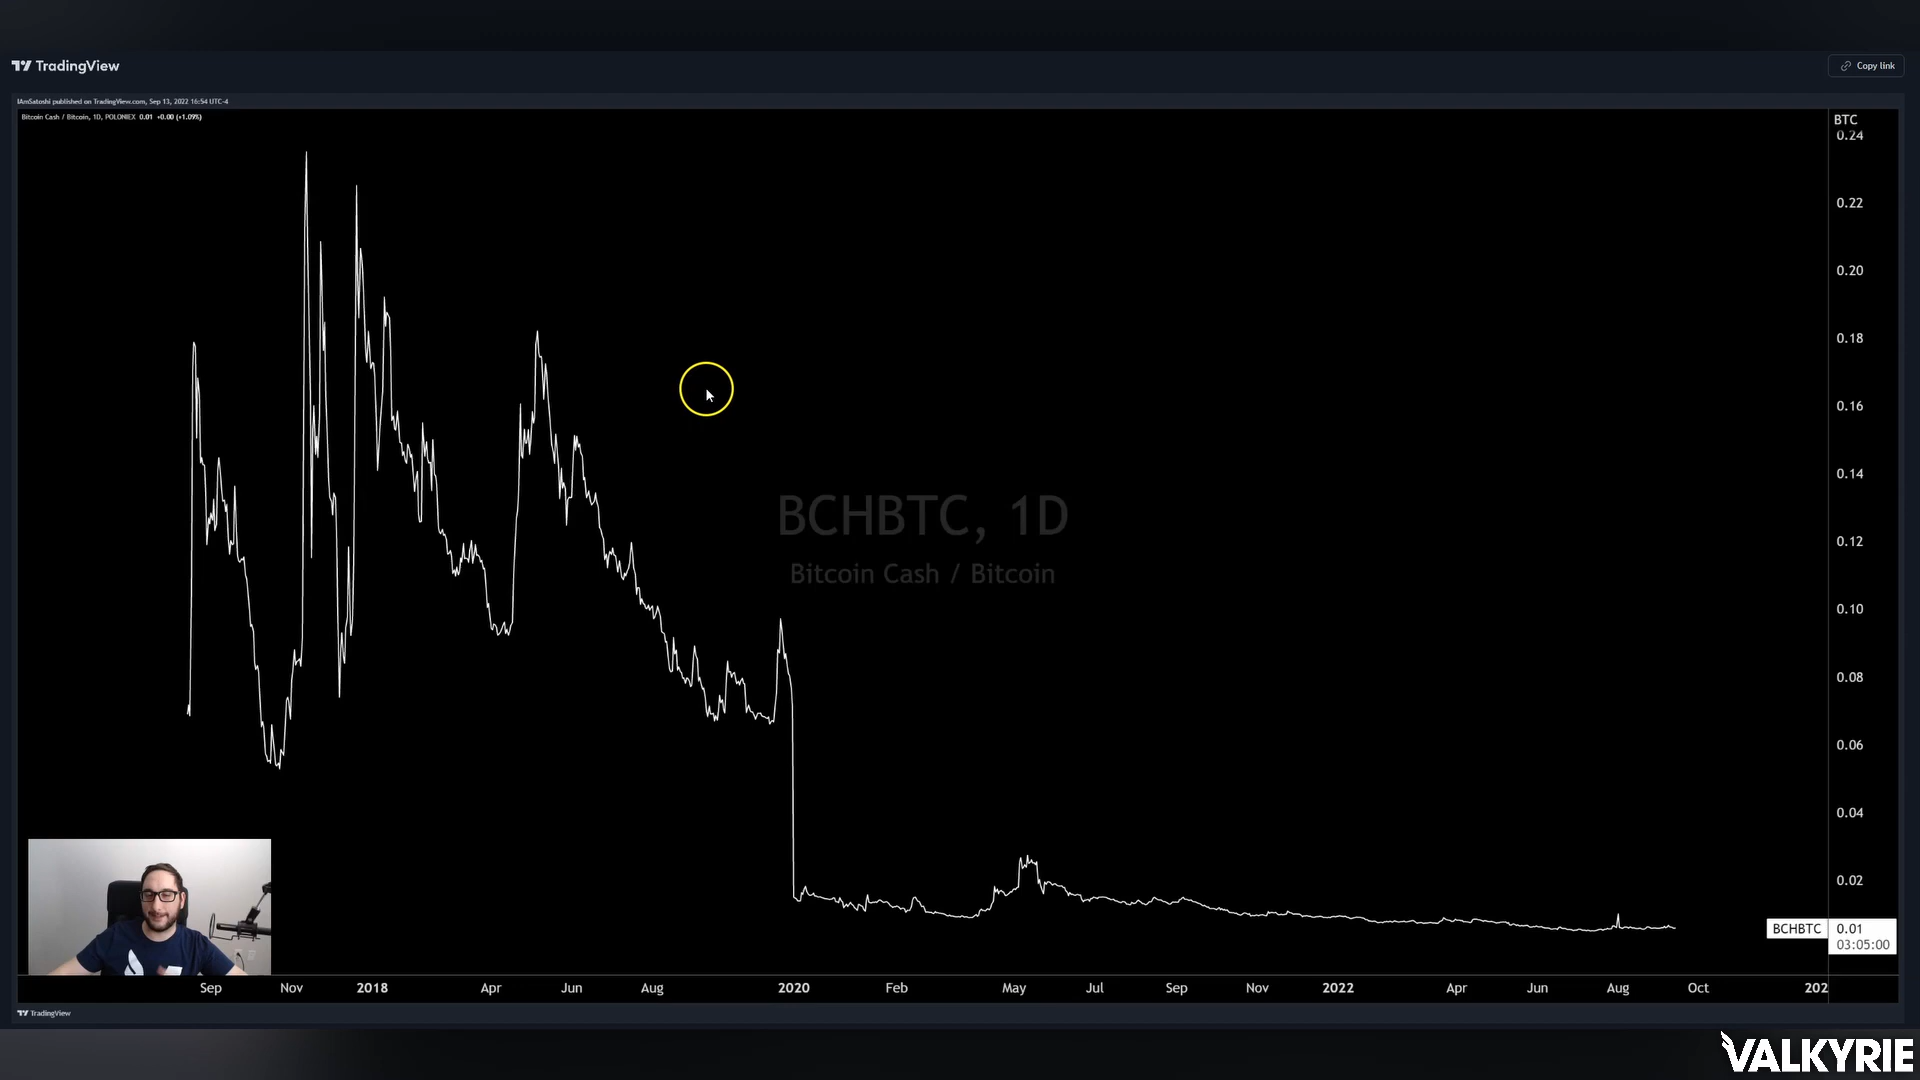 TradingView
Copy link
IAmSatoshi published on TradingView.com, Sep 13, 2022 16:54 UTC-4
Bitcoin Cash / Bitcoin, 1D, POLONIEX 0.01 +0.00 (+1.09%)
BTC
0.24
0.22
0.20
0.18
0.16
0.14
0.12
0.10
0.08
0.06
0.04
0.02
BCHBTC, 1D
Bitcoin Cash / Bitcoin
BCHBTC 0.01
03:05:00
Sep Nov 2018 Apr Jun Aug 2020 Feb May Jul Sep Nov 2022 Apr Jun Aug Oct 202
TradingView
VALKYRIE